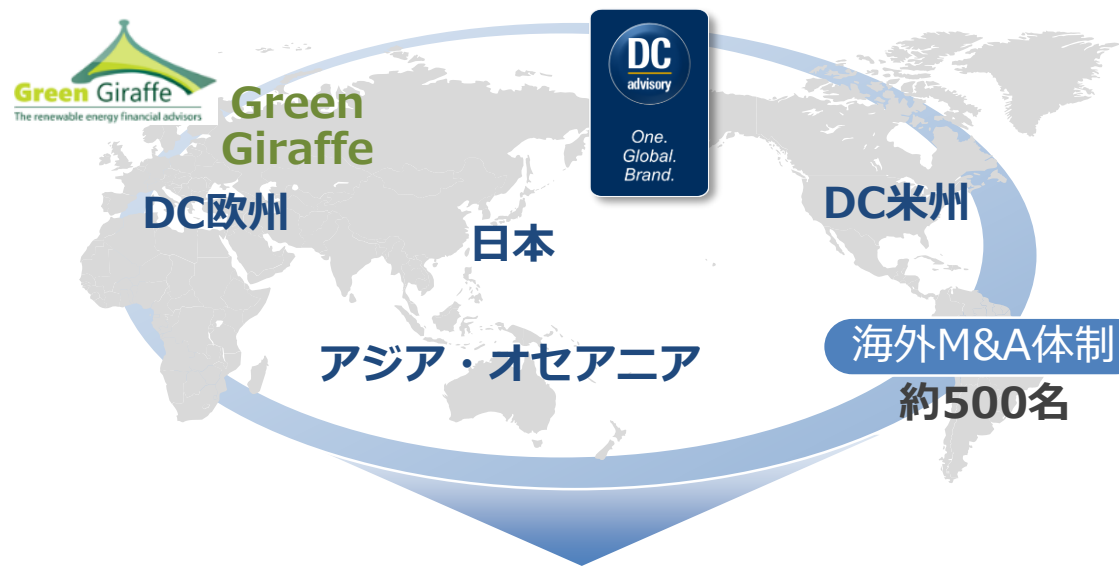 Green Giraffe
The renewable energy financial advisors
Green
Giraffe
DC
advisory
One.
Global.
Brand.
DC欧州
日本
DC米州
アジア・オセアニア
海外M&A体制
約500名